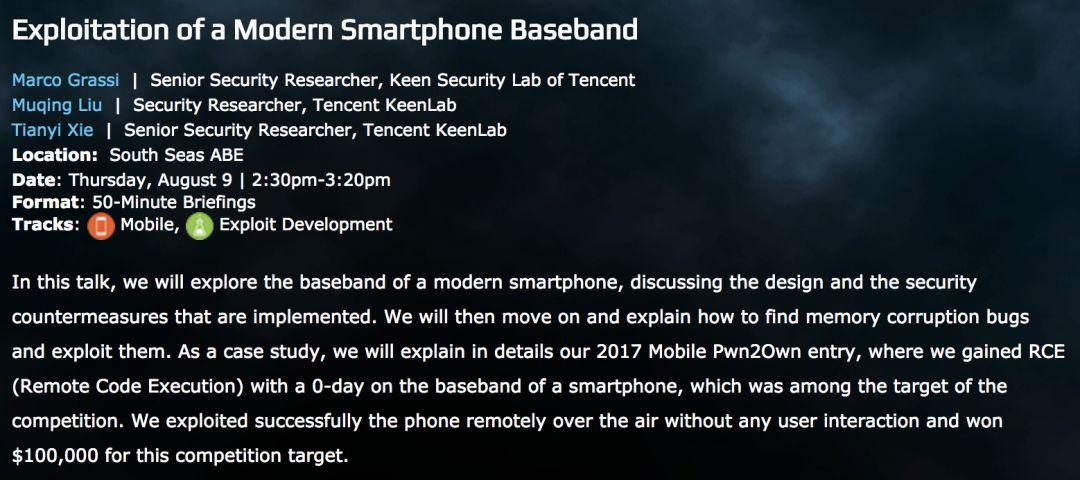 Exploitation of a Modern Smartphone Baseband
Marco Grassi | Senior Security Researcher, Keen Security Lab of Tencent
Muqing Liu | Security Researcher, Tencent KeenLab
Tianyi Xie | Senior Security Researcher, Tencent KeenLab
Location: South Seas ABE
Date: Thursday, August 9 | 2:30pm-3:20pm
Format: 50-Minute Briefings
Tracks: Mobile, Exploit Development
In this talk, we will explore the baseband of a modern smartphone, discussing the design and the security
countermeasures that are implemented. We will then move on and explain how to find memory corruption bugs
and exploit them. As a case study, we will explain in details our 2017 Mobile Pwn2Own entry, where we gained RCE
(Remote Code Execution) with a 0-day on the baseband of a smartphone, which was among the target of the
competition. We exploited successfully the phone remotely over the air without any user interaction and won
$100,000 for this competition target.